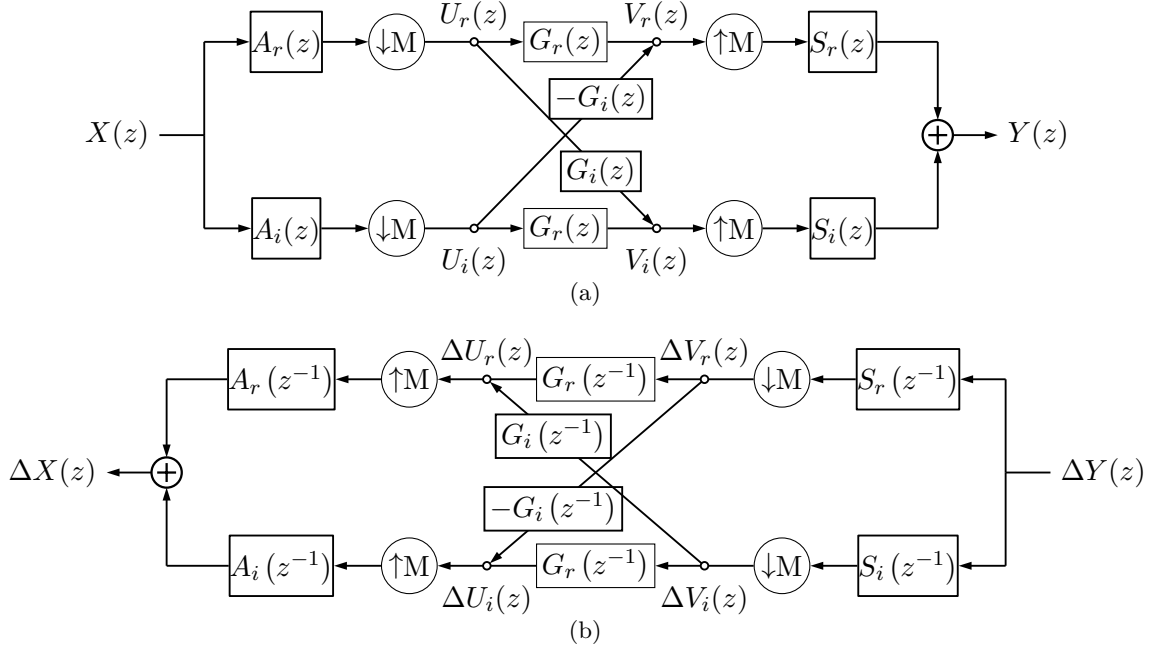 U_r(z) V_r(z)
A_r(z) ↓M G_r(z) ↑M S_r(z)
−G_i(z)
X(z) + Y(z)
G_i(z)
A_i(z) ↓M G_r(z) ↑M S_i(z)
U_i(z) V_i(z)
(a)
ΔU_r(z) ΔV_r(z)
A_r(z⁻¹) ↑M G_r(z⁻¹) ↓M S_r(z⁻¹)
G_i(z⁻¹)
ΔX(z) + ΔY(z)
−G_i(z⁻¹)
A_i(z⁻¹) ↑M G_r(z⁻¹) ↓M S_i(z⁻¹)
ΔU_i(z) ΔV_i(z)
(b)